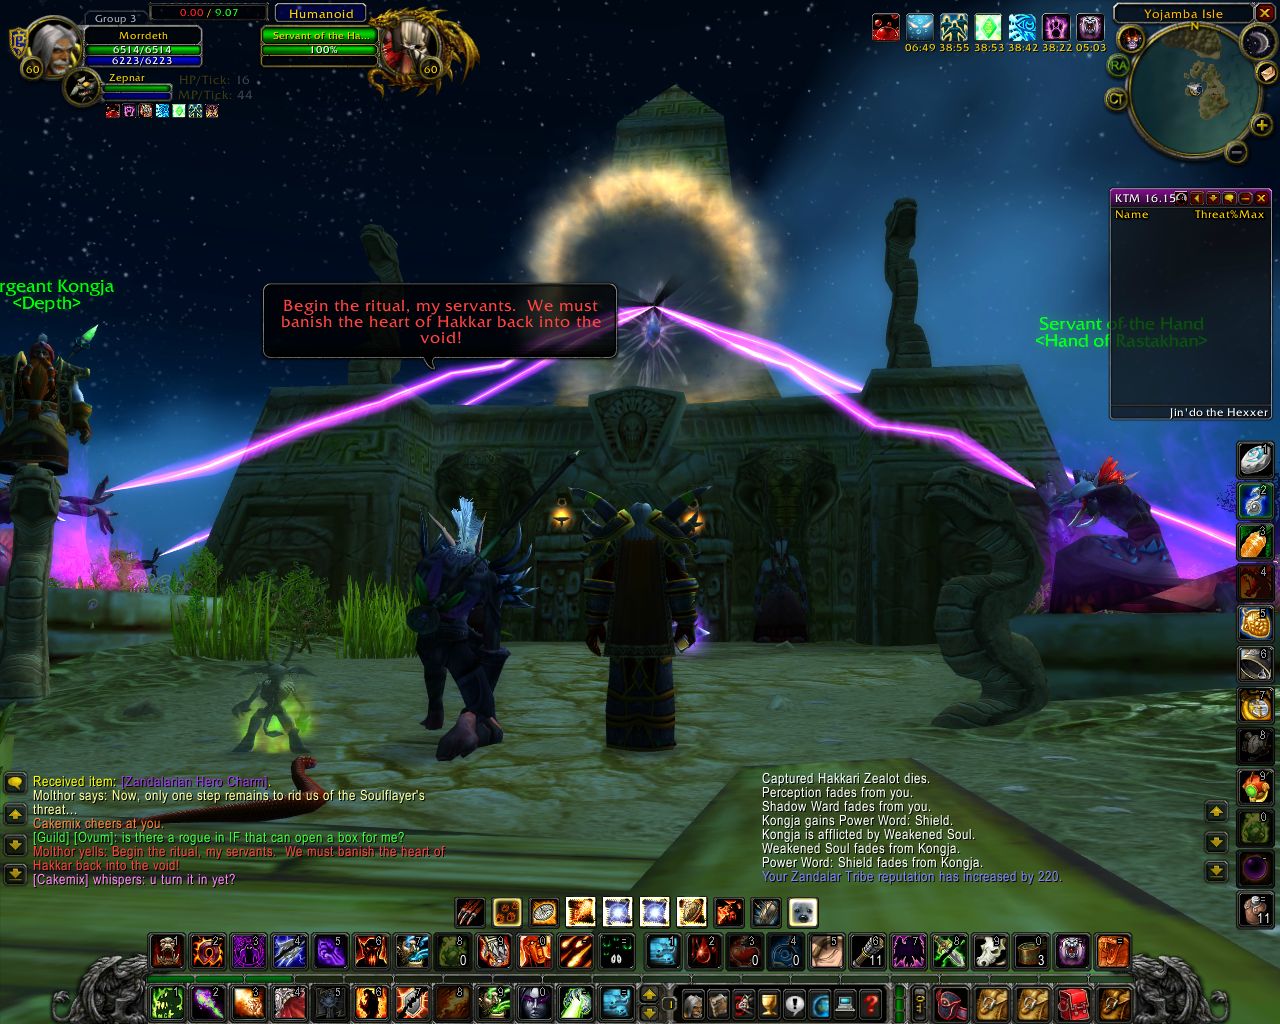 Group 3
0.00 / 9.07
Humanoid
Morrdeth
6514/6514
6223/6223
60
Servant of the Ha...
100%
60
Zepnar
HP/Tick: 16
MP/Tick: 44
06:49 38:55 38:53 38:42 38:22 05:03
Yojamba Isle
N
RA
CT
KTM 16.15
Name Threat %Max
Jin'do the Hexxer
rgeant Kongja
<Depth>
Begin the ritual, my servants. We must
banish the heart of Hakkar back into the
void!
Servant of the Hand
<Hand of Rastakhan>
Received item: [Zandalarian Hero Charm].
Molthor says: Now, only one step remains to rid us of the Soulflayer's
threat...
Cakemix cheers at you.
[Guild] [Ovum]: is there a rogue in IF that can open a box for me?
Molthor yells: Begin the ritual, my servants. We must banish the heart of
Hakkar back into the void!
[Cakemix] whispers: u turn it in yet?
Captured Hakkari Zealot dies.
Perception fades from you.
Shadow Ward fades from you.
Kongja gains Power Word: Shield.
Kongja is afflicted by Weakened Soul.
Weakened Soul fades from Kongja.
Power Word: Shield fades from Kongja.
Your Zandalar Tribe reputation has increased by 220.